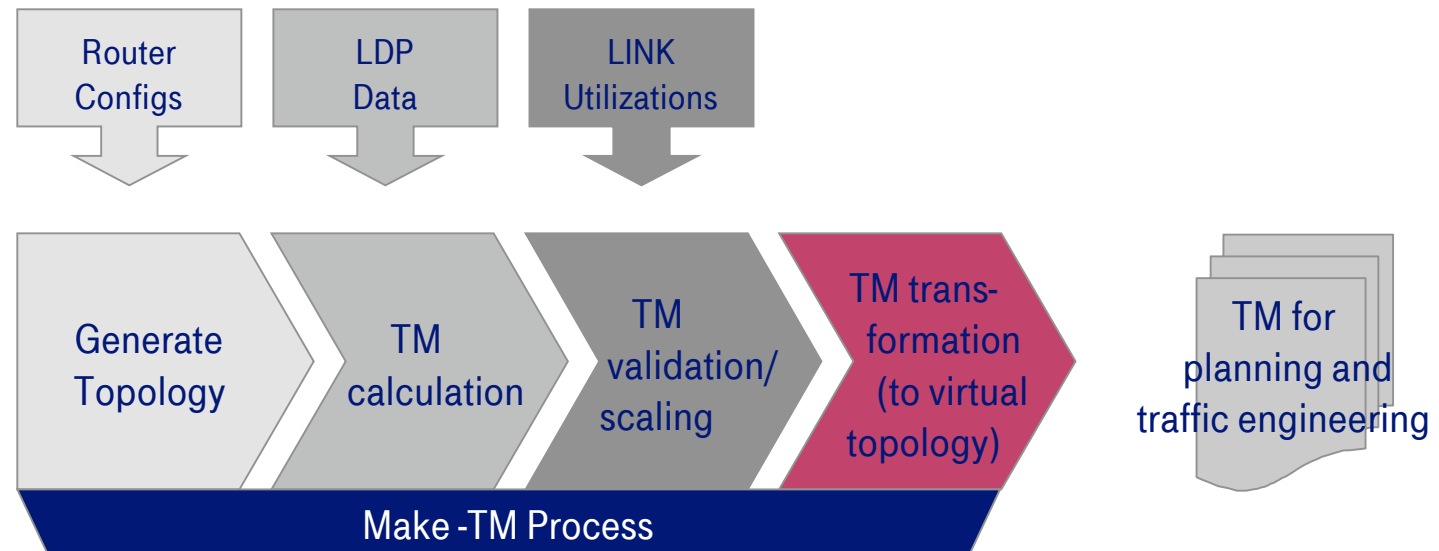 Router
Configs
LDP
Data
LINK
Utilizations
Generate
Topology
TM
calculation
TM
validation/
scaling
TM trans-
formation
(to virtual
topology)
TM for
planning and
traffic engineering
Make -TM Process